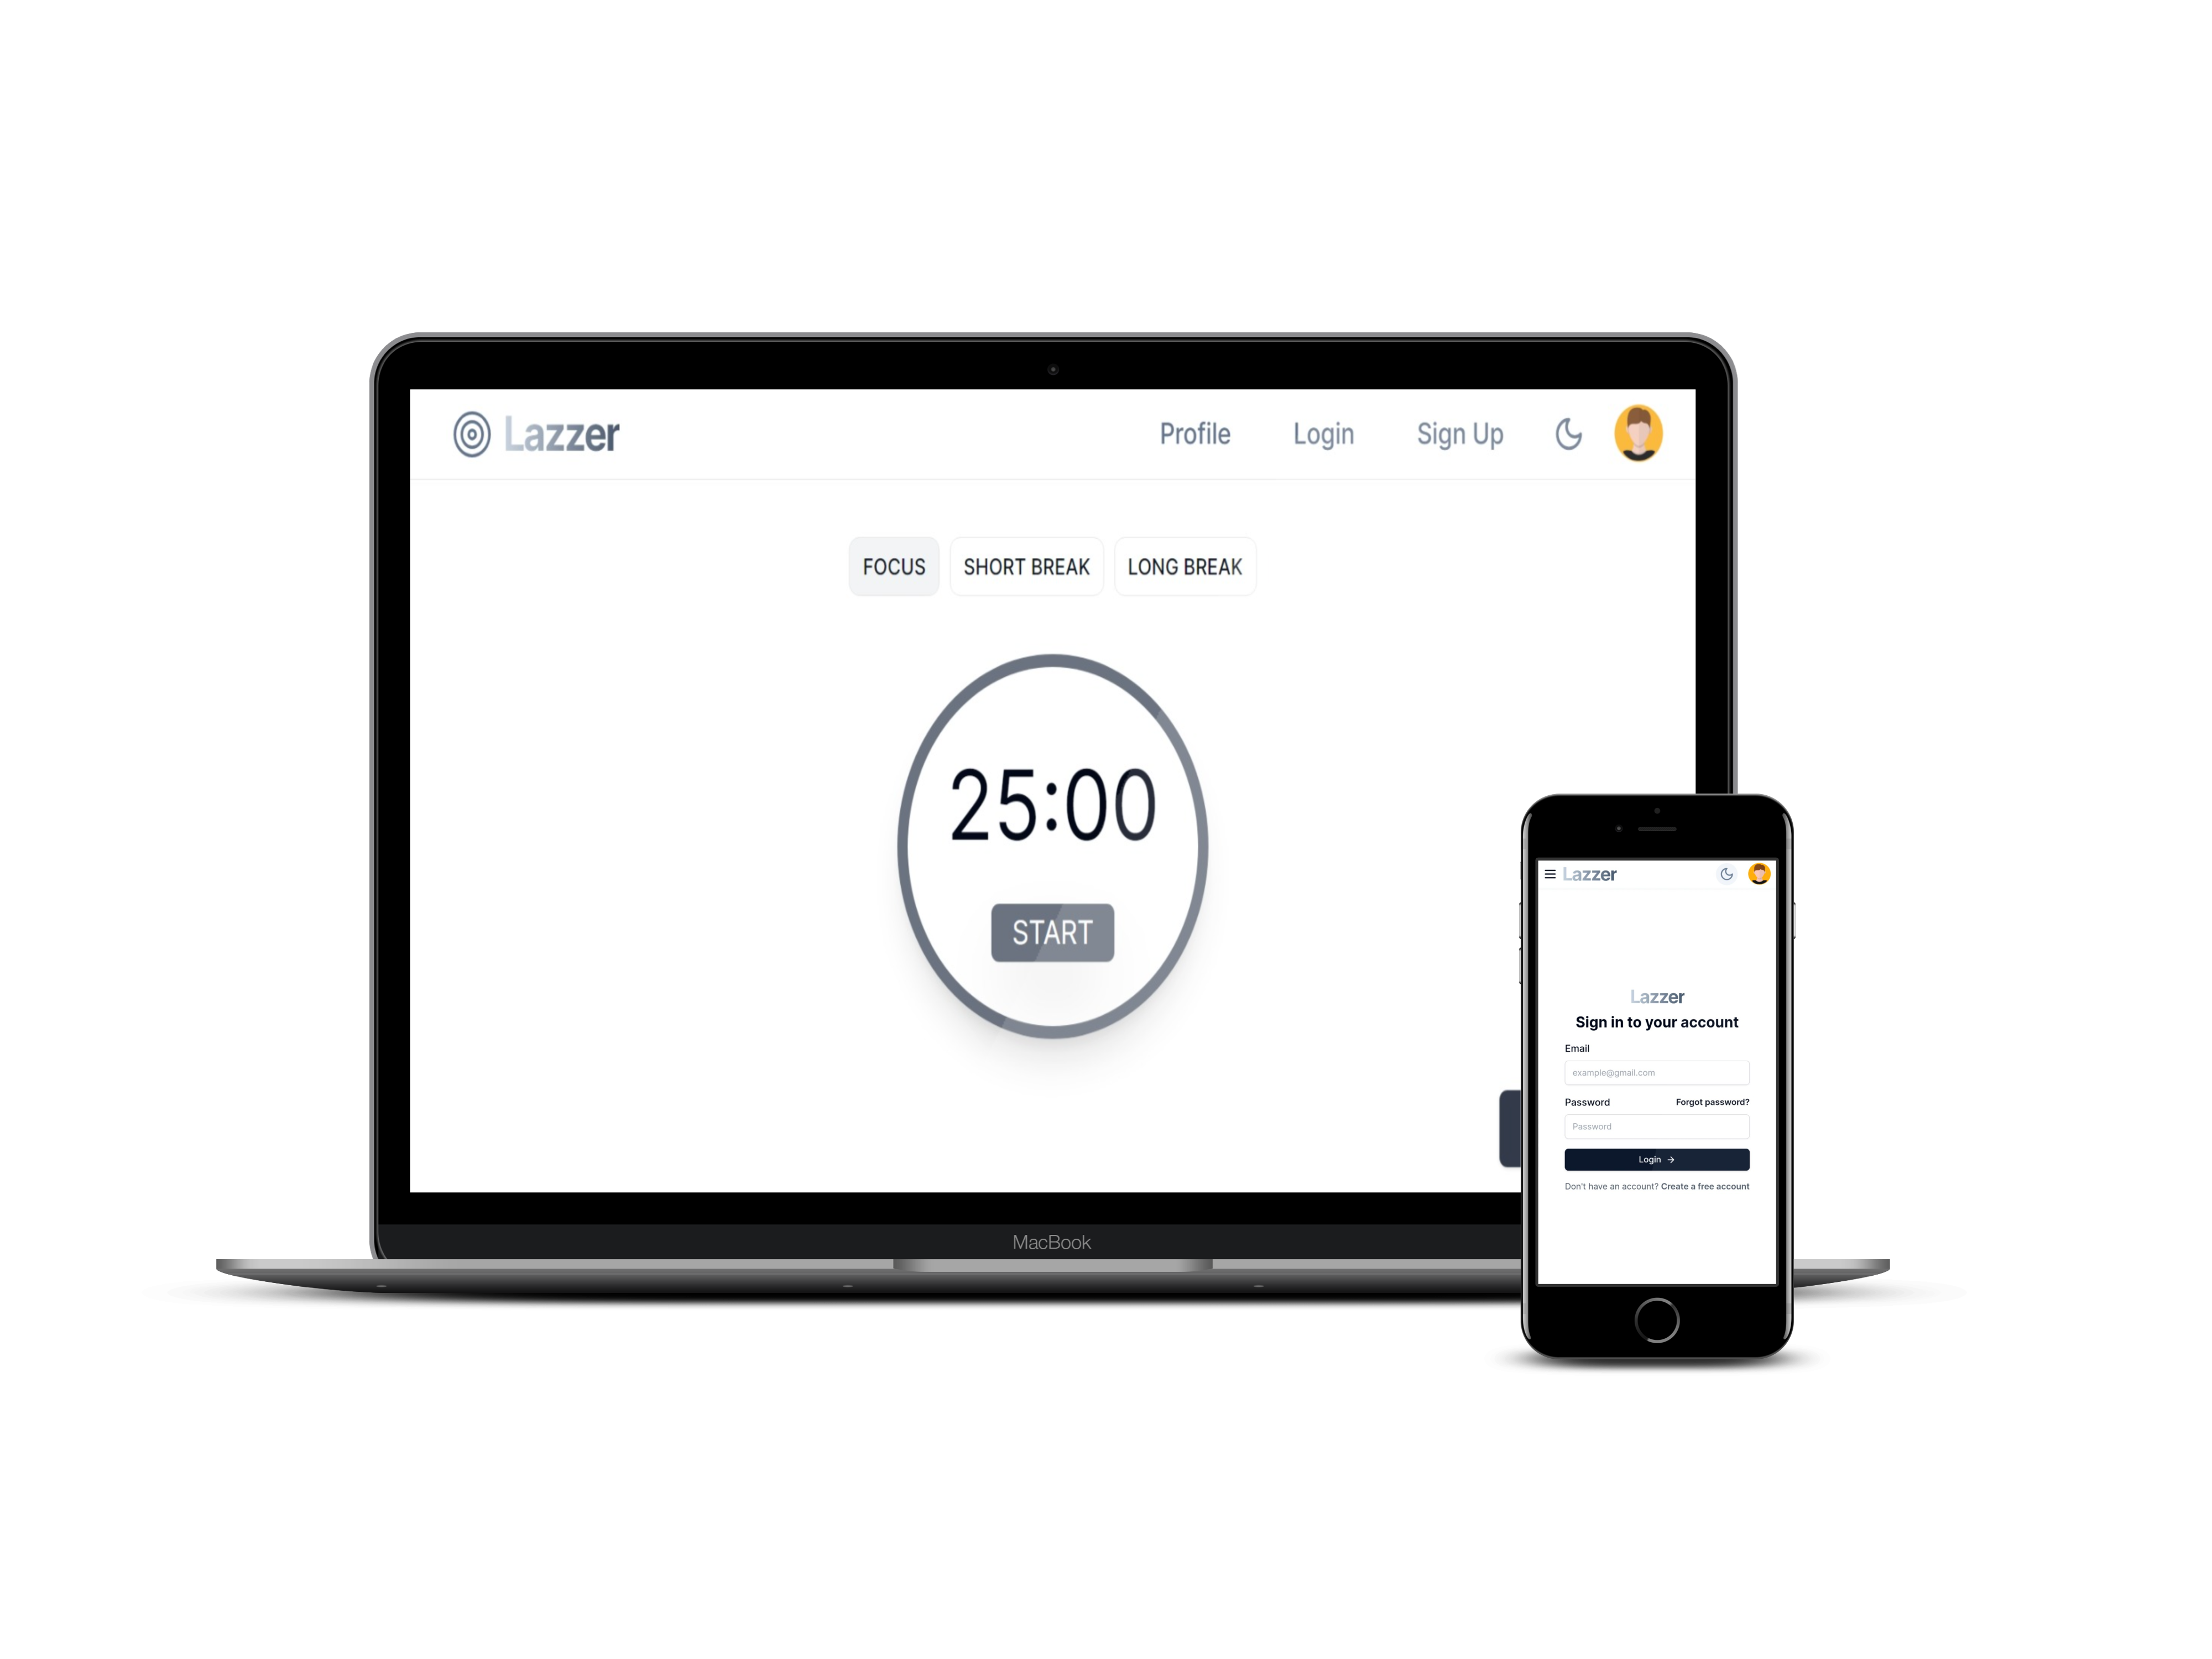 Lazzer Profile Login Sign Up
FOCUS SHORT BREAK LONG BREAK
25:00
START
MacBook
Lazzer
Lazzer
Sign in to your account
Email
example@gmail.com
Password Forgot password?
Password
Login →
Don't have an account? Create a free account